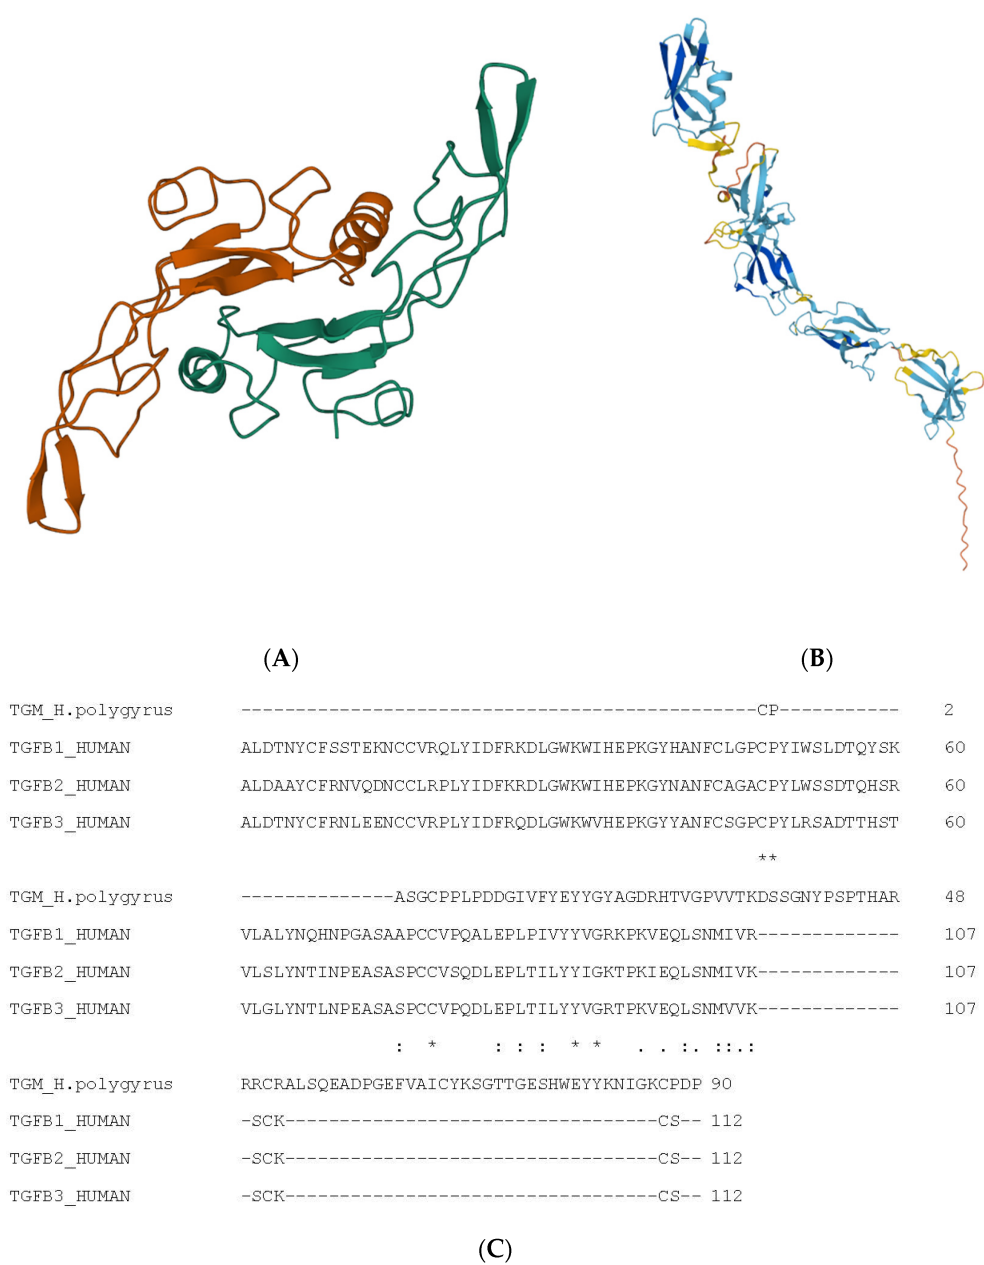 (A) (B)
TGM_H.polygyrus ------------------------------------------------CP----------- 2
TGFB1_HUMAN ALDTNYCFSSTEKNCCVRQLYIDFRKDLGWKWIHEPKGYHANFCLGPCPYIWSLDTQYSK 60
TGFB2_HUMAN ALDAAYCFRNVQDNCCLRPLYIDFKRDLGWKWIHEPKGYNANFCAGACPYLWSSDTQHSR 60
TGFB3_HUMAN ALDTNYCFRNLEENCCVRPLYIDFRQDLGWKWVHEPKGYYANFCSGPCPYLRSADTTHST 60
**
TGM_H.polygyrus --------------ASGCPPLPDDGIVFYEYYGYAGDRHTVGPVVTKDSSGNYPSPTHAR 48
TGFB1_HUMAN VLALYNQHNPGASAAPCCVPQALEPLPIVYYVGRKPKVEQLSNMIVR------------- 107
TGFB2_HUMAN VLSLYNTINPEASASPCCVSQDLEPLTILYYIGKTPKIEQLSNMIVK------------- 107
TGFB3_HUMAN VLGLYNTLNPEASASPCCVPQDLEPLTILYYVGRTPKVEQLSNMVVK------------- 107
: * : : : * * . . :. ::.:
TGM_H.polygyrus RRCRALSQEADPGEFVAICYKSGTTGESHWEYYKNIGKCPDP 90
TGFB1_HUMAN -SCK----------------------------------CS-- 112
TGFB2_HUMAN -SCK----------------------------------CS-- 112
TGFB3_HUMAN -SCK----------------------------------CS-- 112
(C)